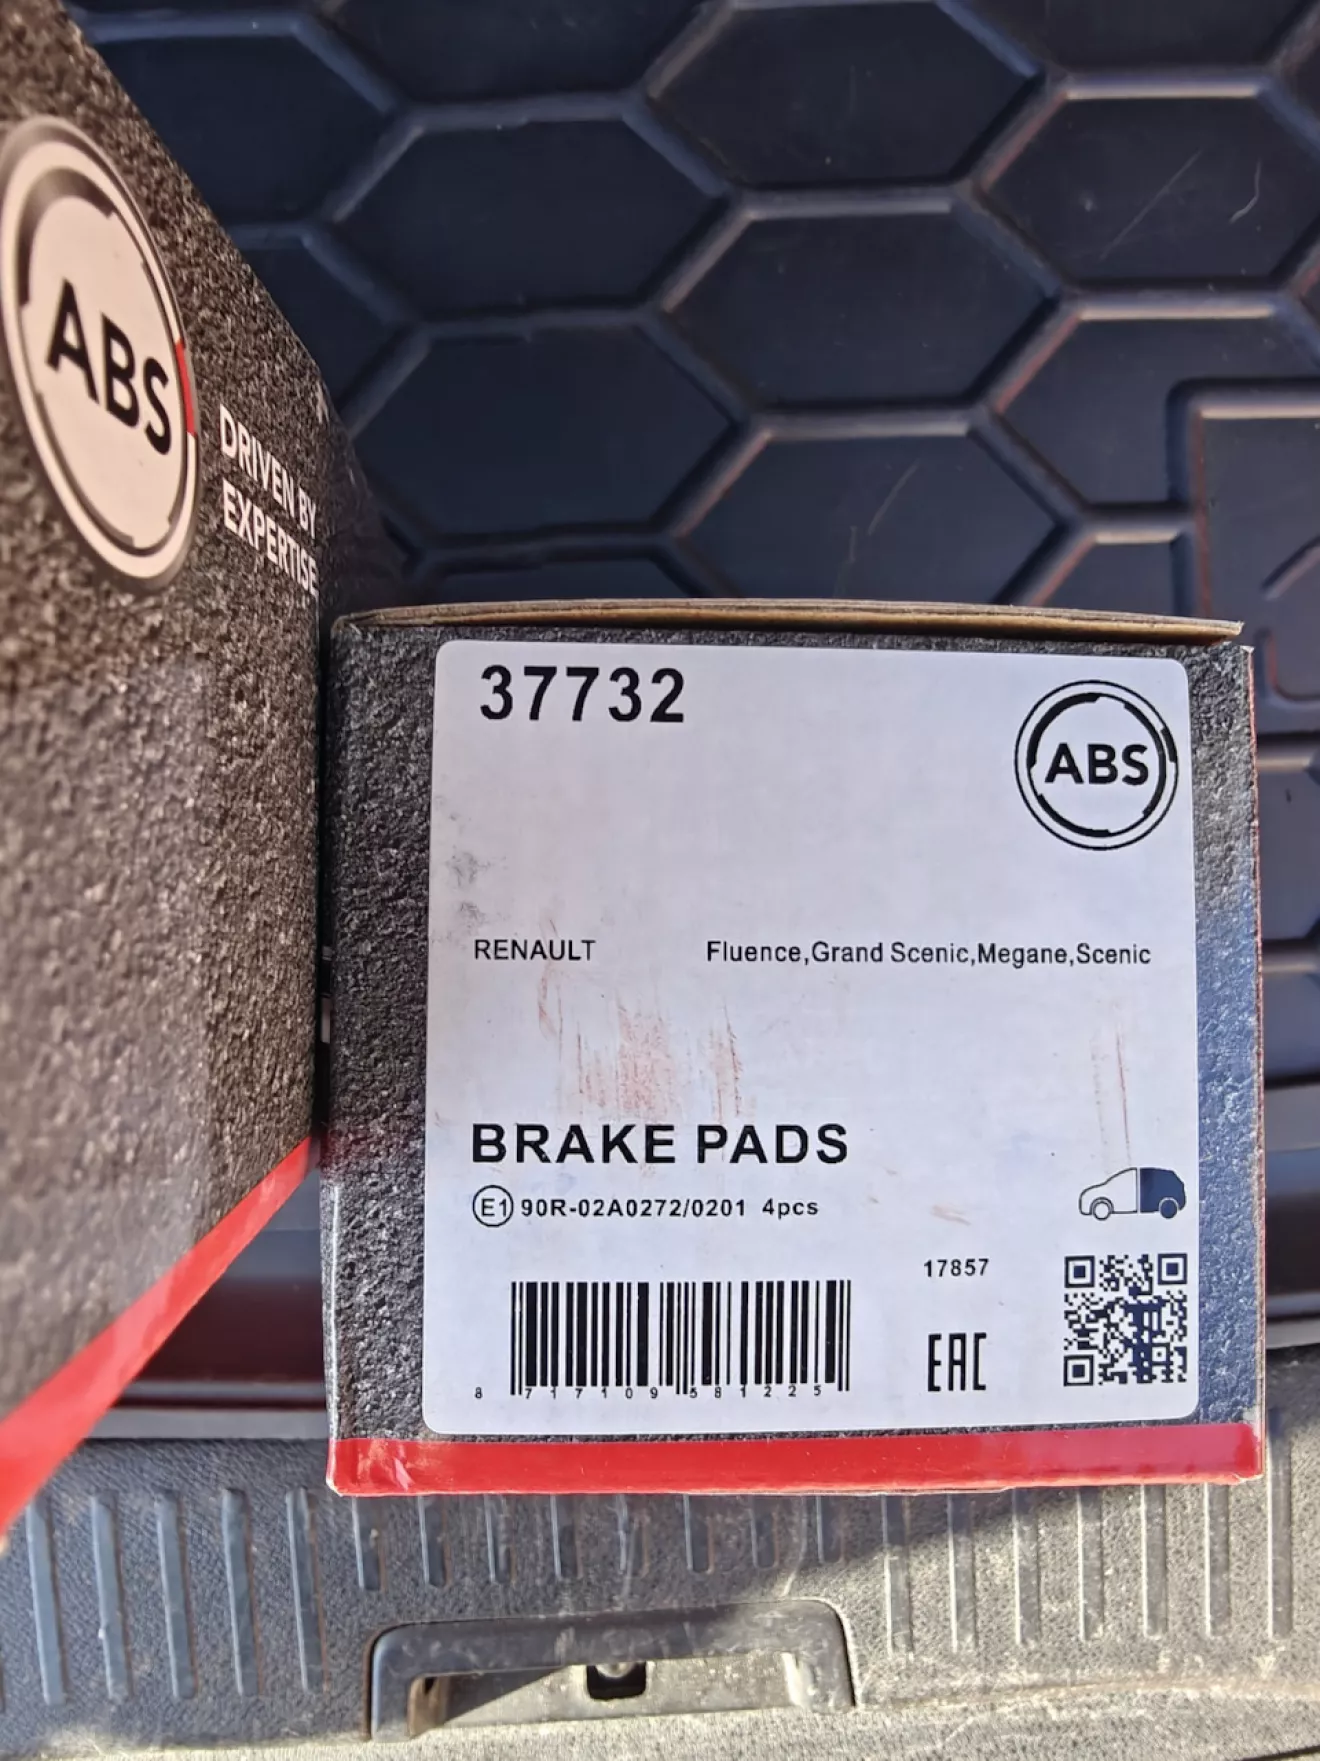 ABS
DRIVEN BY
EXPERTISE
37732
ABS
RENAULT Fluence,Grand Scenic,Megane,Scenic
BRAKE PADS
E1 90R-02A0272/0201 4pcs
17857
EAC
8 717109 581225